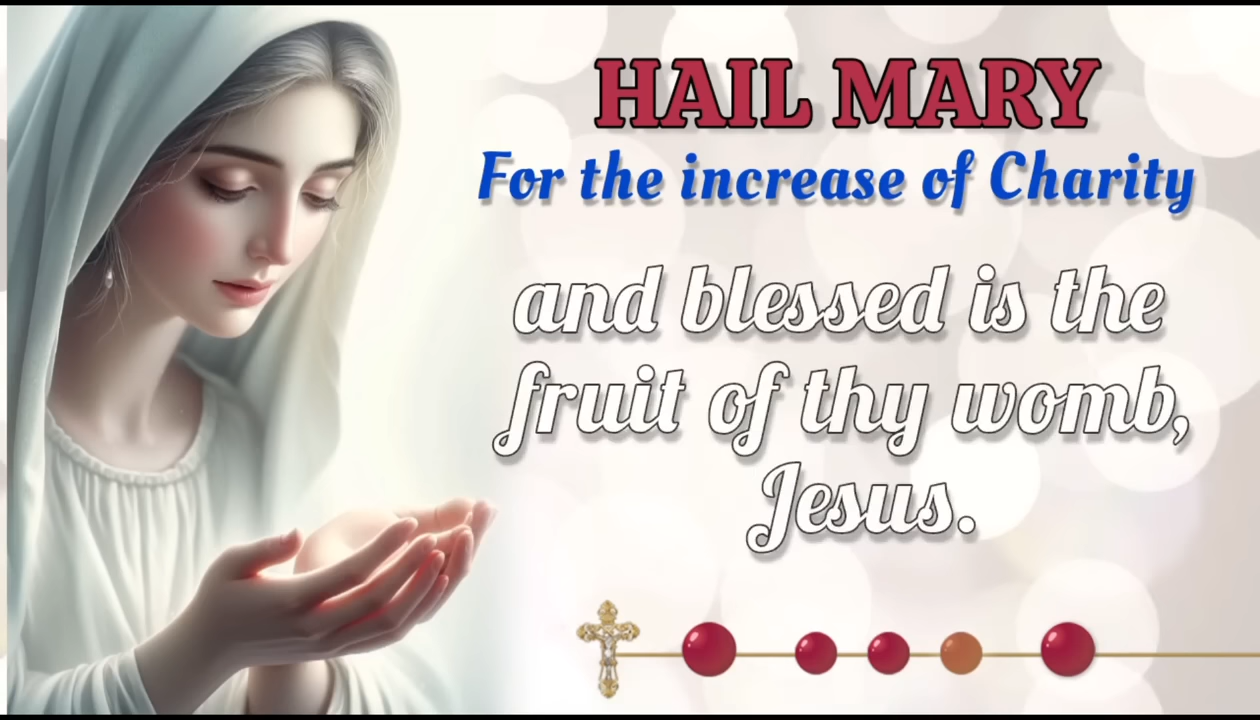 HAIL MARY
For the increase of Charity
and blessed is the
fruit of thy womb,
Jesus.